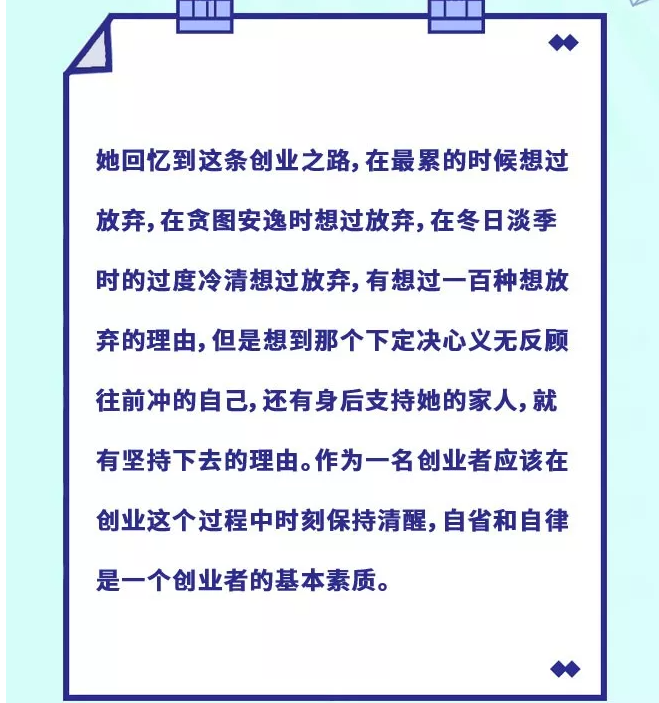 她回忆到这条创业之路，在最累的时候想过
放弃，在贪图安逸时想过放弃，在冬日淡季
时的过度冷清想过放弃，有想过一百种想放
弃的理由，但是想到那个下定决心义无反顾
往前冲的自己，还有身后支持她的家人，就
有坚持下去的理由。作为一名创业者应该在
创业这个过程中时刻保持清醒，自省和自律
是一个创业者的基本素质。